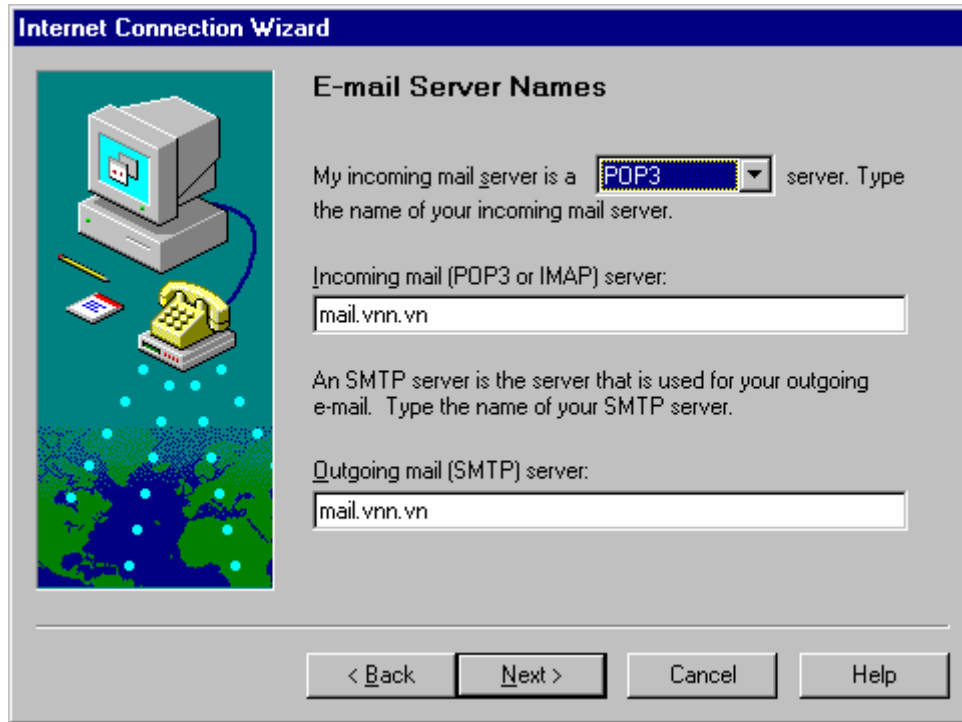 Internet Connection Wizard
E-mail Server Names
My incoming mail server is a POP3 server. Type
the name of your incoming mail server.
Incoming mail (POP3 or IMAP) server:
mail.vnn.vn
An SMTP server is the server that is used for your outgoing
e-mail. Type the name of your SMTP server.
Outgoing mail (SMTP) server:
mail.vnn.vn
< Back Next > Cancel Help